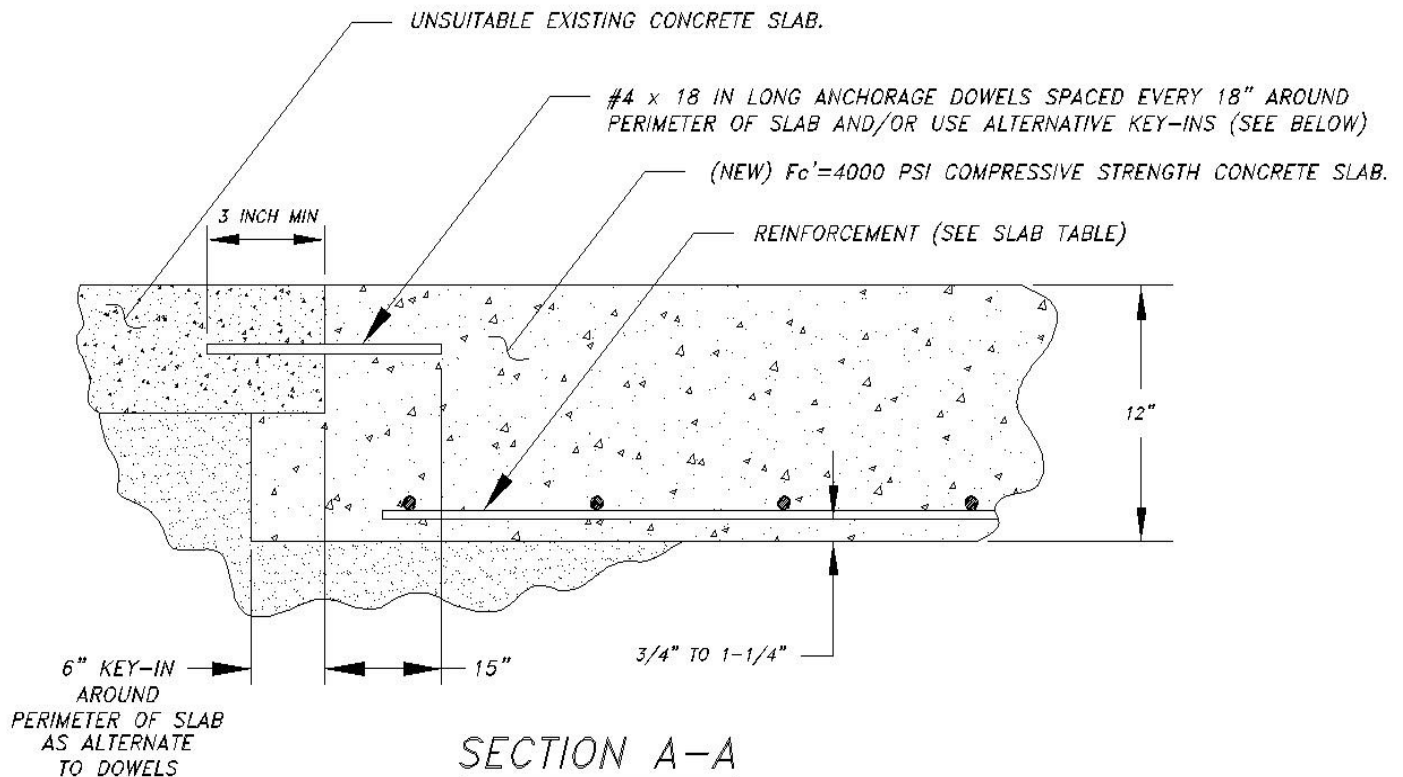 UNSUITABLE EXISTING CONCRETE SLAB.
#4 x 18 IN LONG ANCHORAGE DOWELS SPACED EVERY 18" AROUND
PERIMETER OF SLAB AND/OR USE ALTERNATIVE KEY-INS (SEE BELOW)
(NEW) Fc'=4000 PSI COMPRESSIVE STRENGTH CONCRETE SLAB.
3 INCH MIN
REINFORCEMENT (SEE SLAB TABLE)
12"
3/4" TO 1-1/4"
6" KEY-IN
AROUND
PERIMETER OF SLAB
AS ALTERNATE
TO DOWELS
15"
SECTION A-A